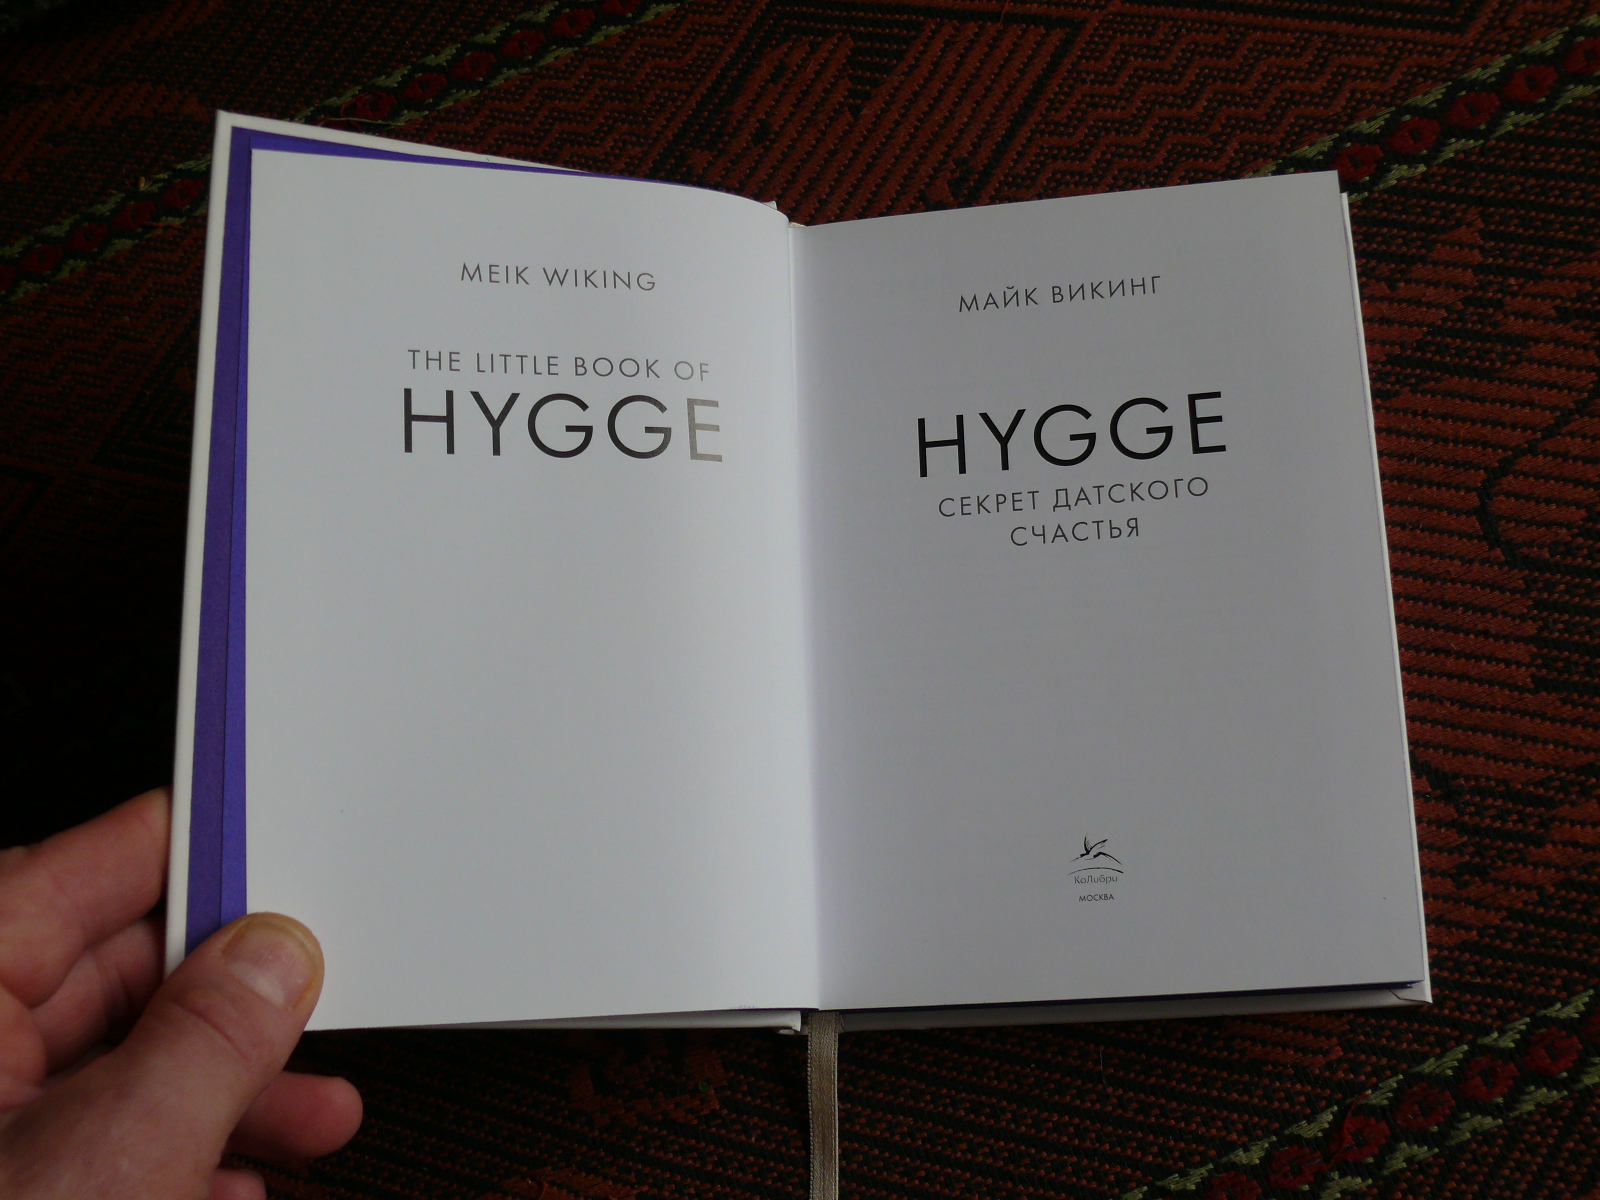 MEIK WIKING
THE LITTLE BOOK OF
HYGGE
МАЙК ВИКИНГ
HYGGE
СЕКРЕТ ДАТСКОГО
СЧАСТЬЯ
КоЛибри
МОСКВА